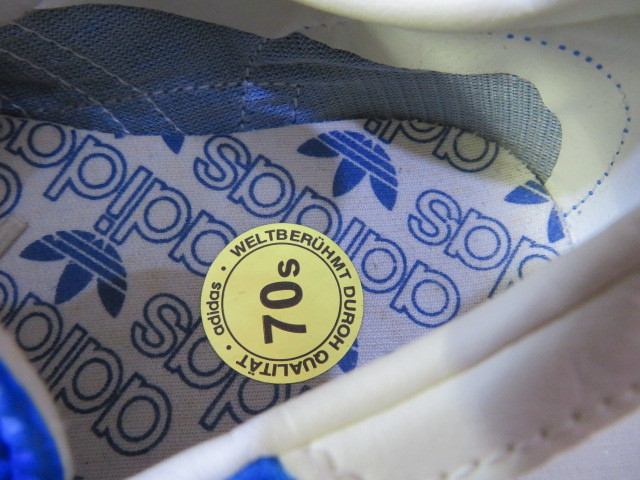 adidas
adidas
adidas
adidas
adidas
• WELTBERÜHMT DURCH QUALITÄT •
adidas
70s